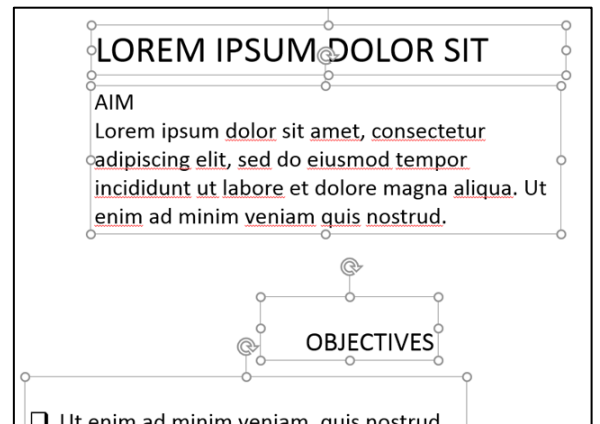 LOREM IPSUM DOLOR SIT
AIM
Lorem ipsum dolor sit amet, consectetur
adipiscing elit, sed do eiusmod tempor
incididunt ut labore et dolore magna aliqua. Ut
enim ad minim veniam quis nostrud.
OBJECTIVES
Ut enim ad minim veniam, quis nostrud